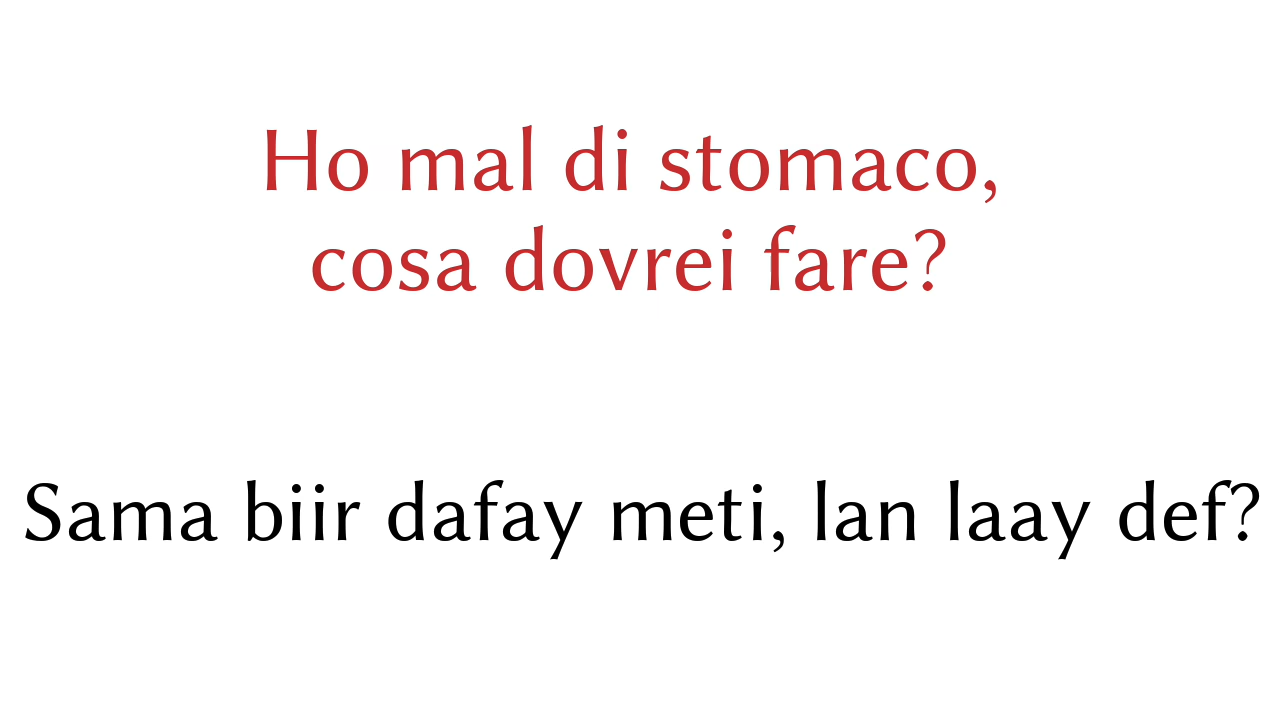 Ho mal di stomaco,
cosa dovrei fare?
Sama biir dafay meti, lan laay def?